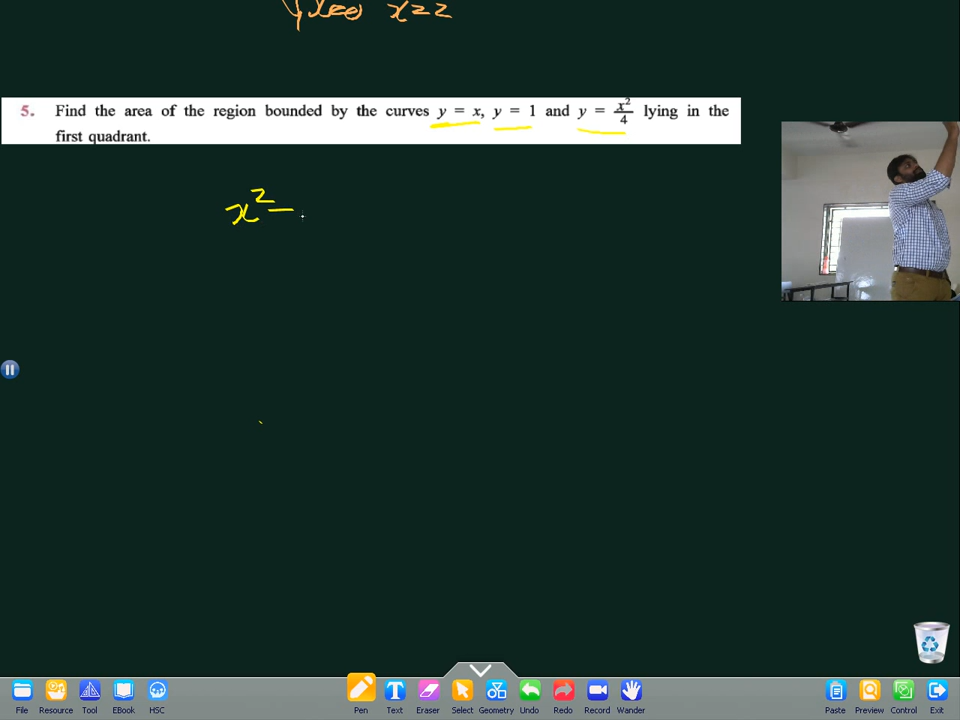 x=2
5. Find the area of the region bounded by the curves y = x, y = 1 and y = x²/4 lying in the
first quadrant.
x² =
File Resource Tool EBook HSC Pen Text Eraser Select Geometry Undo Redo Record Wander Paste Preview Control Exit